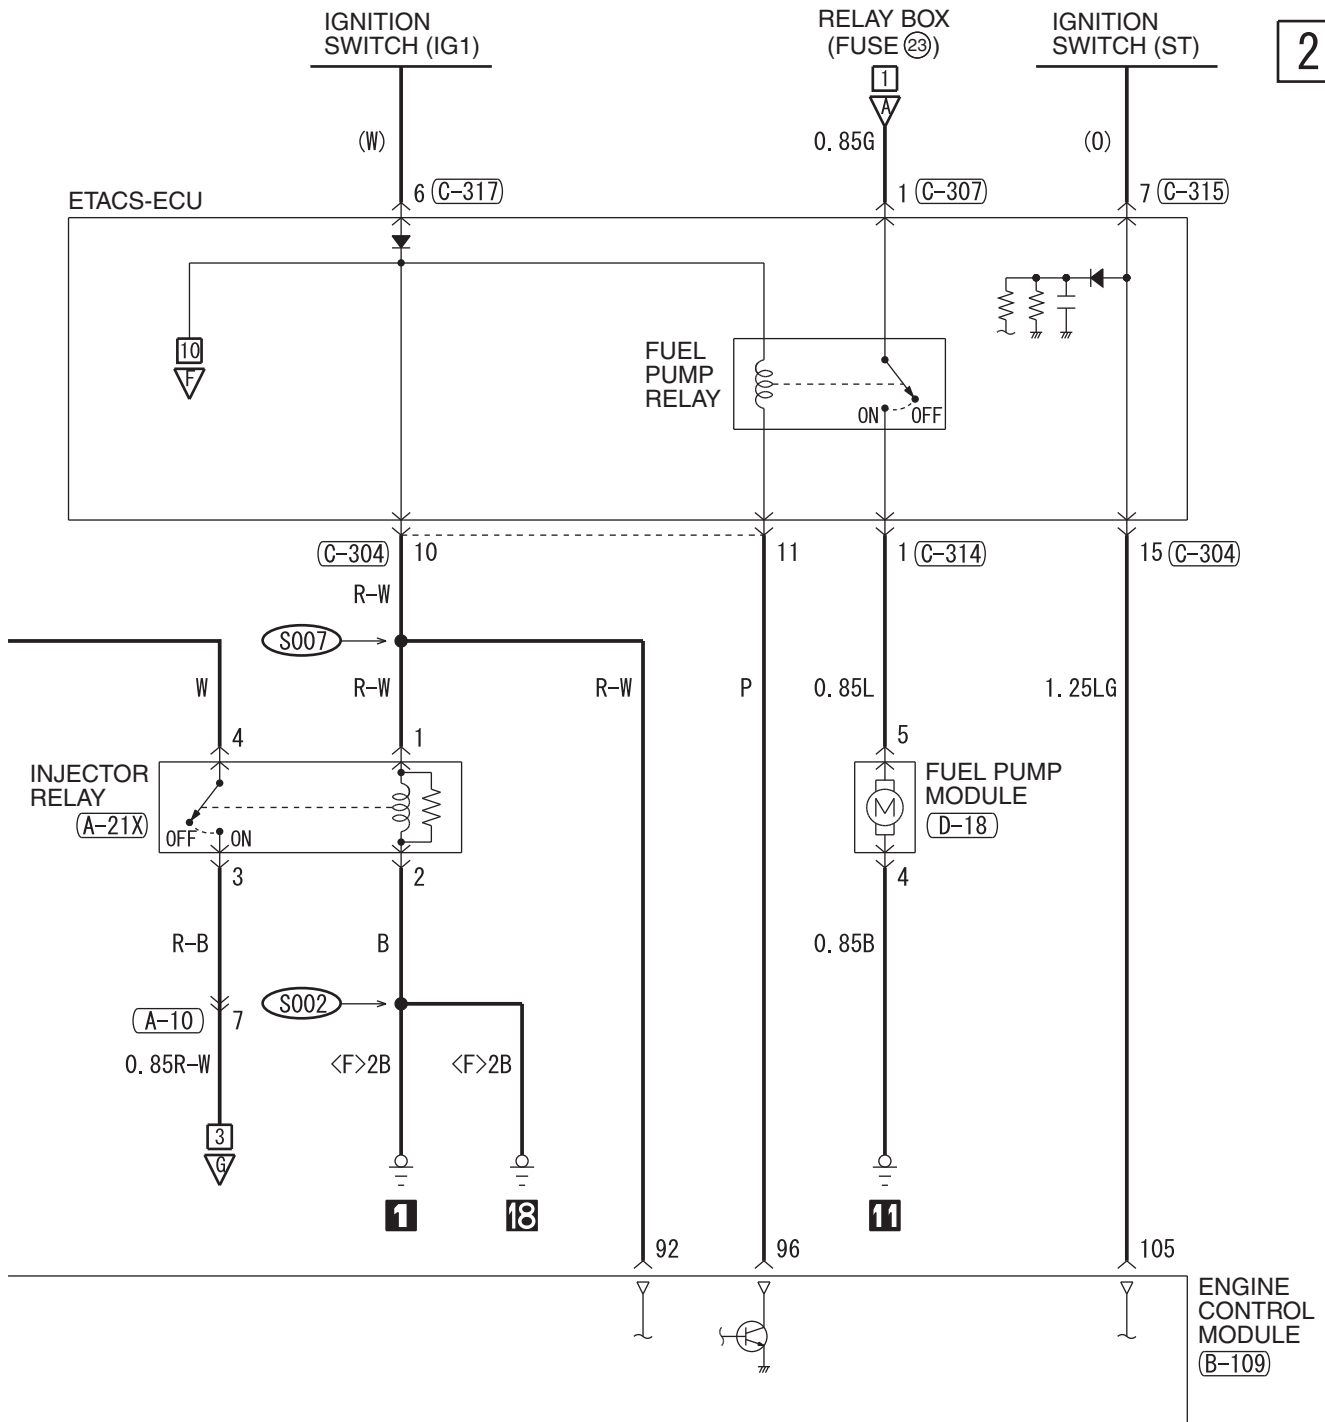 IGNITION
SWITCH (IG1)
RELAY BOX
(FUSE ㉓)
IGNITION
SWITCH (ST)
2
1
A
(W)
0.85G
(O)
ETACS-ECU
6 (C-317)
1 (C-307)
7 (C-315)
10
F
FUEL
PUMP
RELAY
ON
OFF
(C-304) 10
11
1 (C-314)
15 (C-304)
R-W
S007
W
R-W
R-W
P
0.85L
1.25LG
4
1
5
INJECTOR
RELAY
(A-21X)
OFF
ON
FUEL PUMP
MODULE
(D-18)
M
3
2
4
R-B
B
0.85B
(A-10) 7
S002
0.85R-W
<F>2B
<F>2B
3
G
1
18
11
92
96
105
ENGINE
CONTROL
MODULE
(B-109)